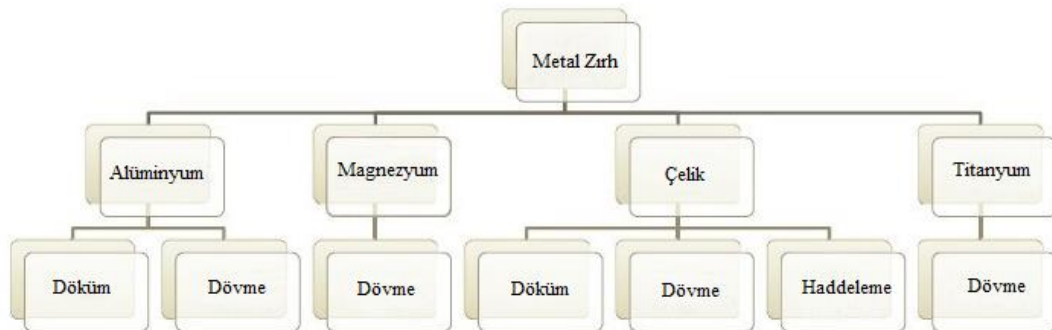 Metal Zırh
Alüminyum
Magnezyum
Çelik
Titanyum
Döküm
Dövme
Dövme
Döküm
Dövme
Haddeleme
Dövme